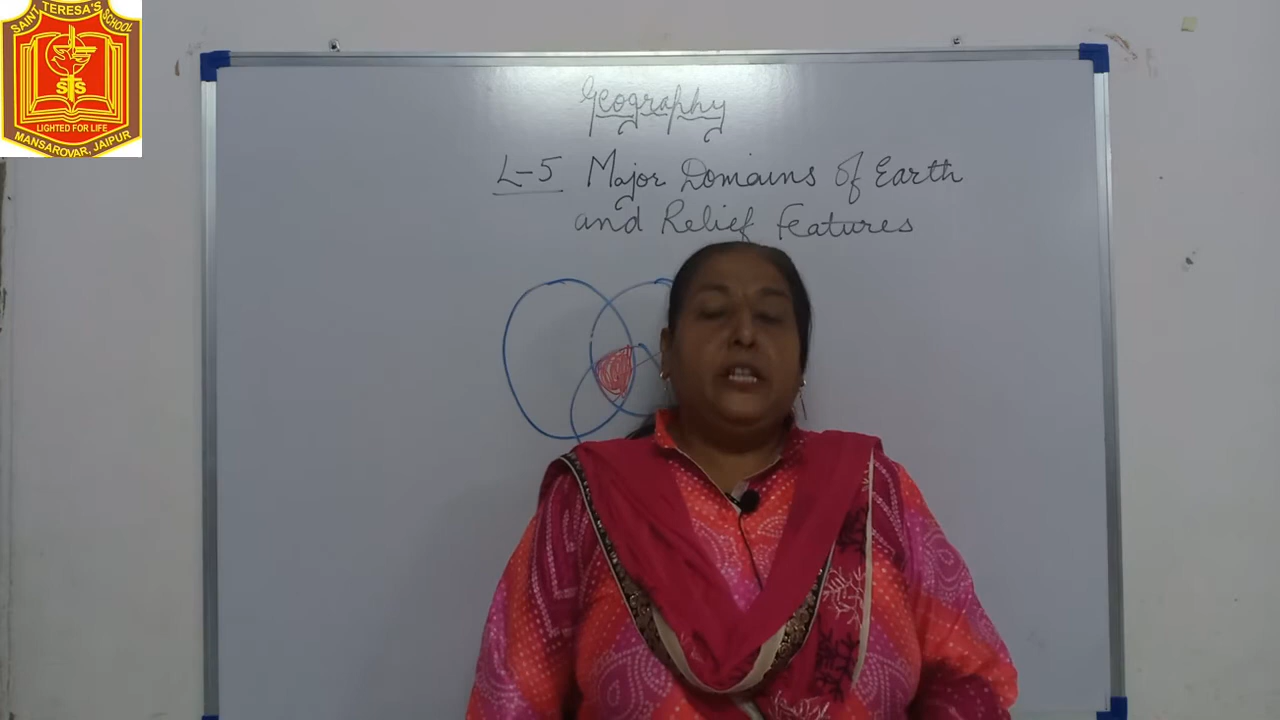 SAINT TERESA'S SCHOOL
STS
LIGHTED FOR LIFE
MANSAROVAR, JAIPUR
Geography
L-5 Major Domains of Earth
and Relief Features